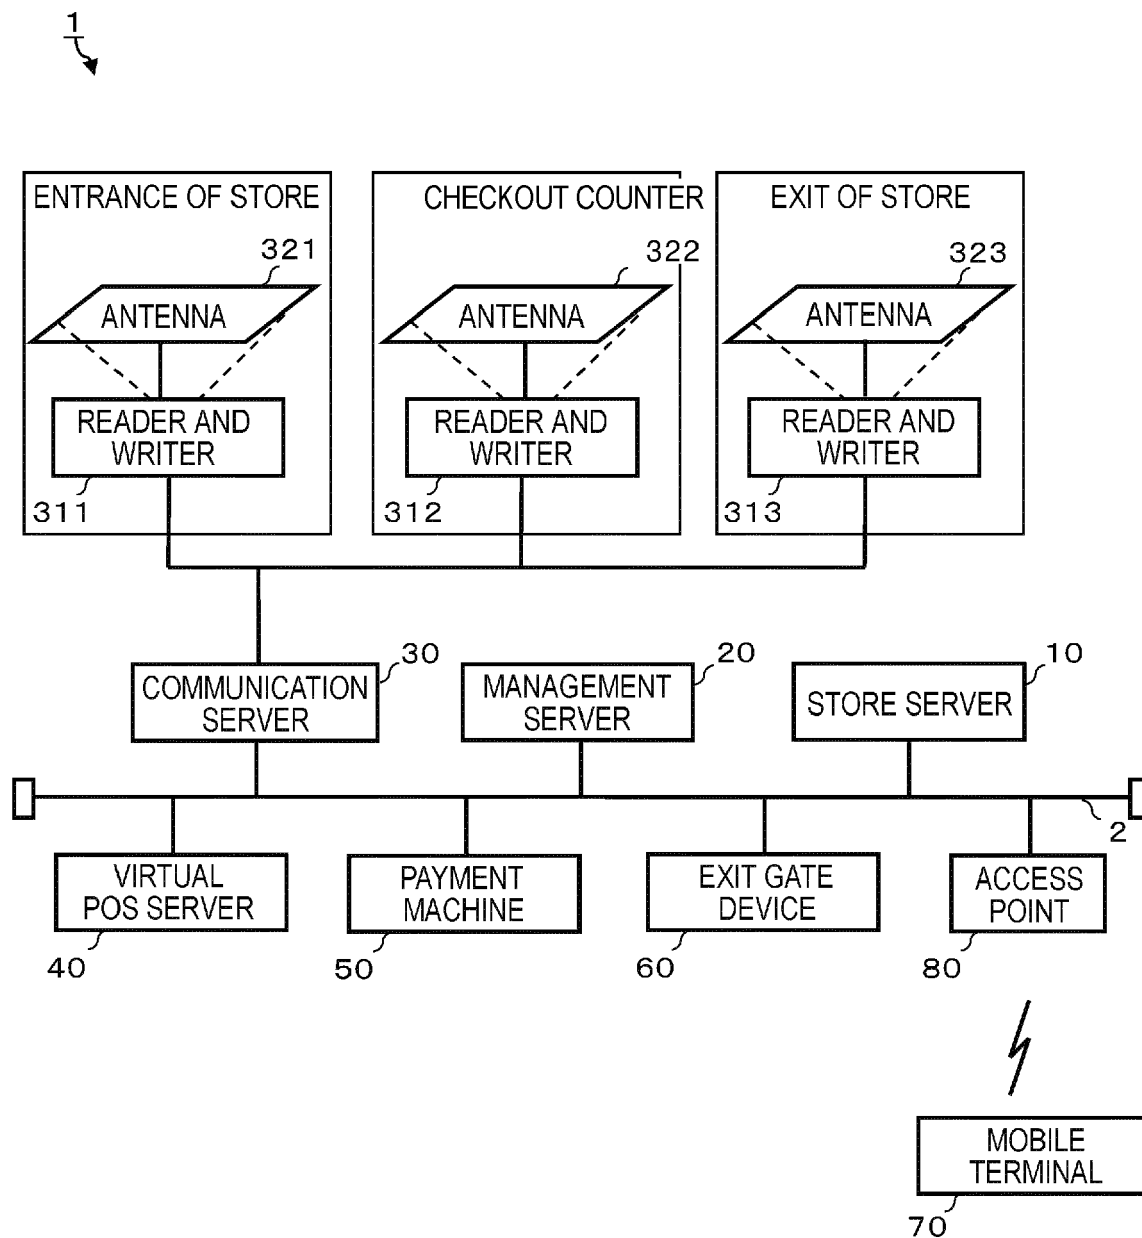 1
ENTRANCE OF STORE
CHECKOUT COUNTER
EXIT OF STORE
321
322
323
ANTENNA
ANTENNA
ANTENNA
READER AND
WRITER
READER AND
WRITER
READER AND
WRITER
311
312
313
30
20
10
COMMUNICATION
SERVER
MANAGEMENT
SERVER
STORE SERVER
2
VIRTUAL
POS SERVER
PAYMENT
MACHINE
EXIT GATE
DEVICE
ACCESS
POINT
40
50
60
80
MOBILE
TERMINAL
70